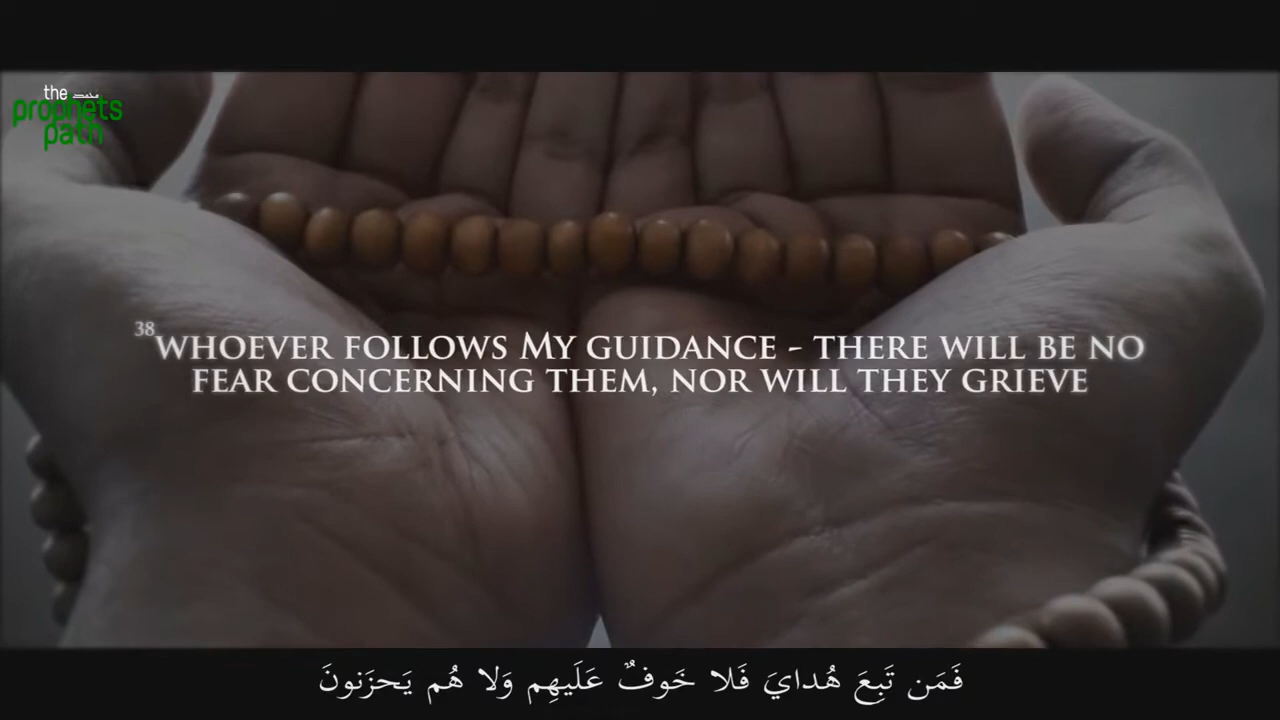 the
prophets
path
38 WHOEVER FOLLOWS MY GUIDANCE - THERE WILL BE NO
FEAR CONCERNING THEM, NOR WILL THEY GRIEVE
فَمَن تَبِعَ هُدايَ فَلا خَوفٌ عَلَيهِم وَلا هُم يَحزَنونَ